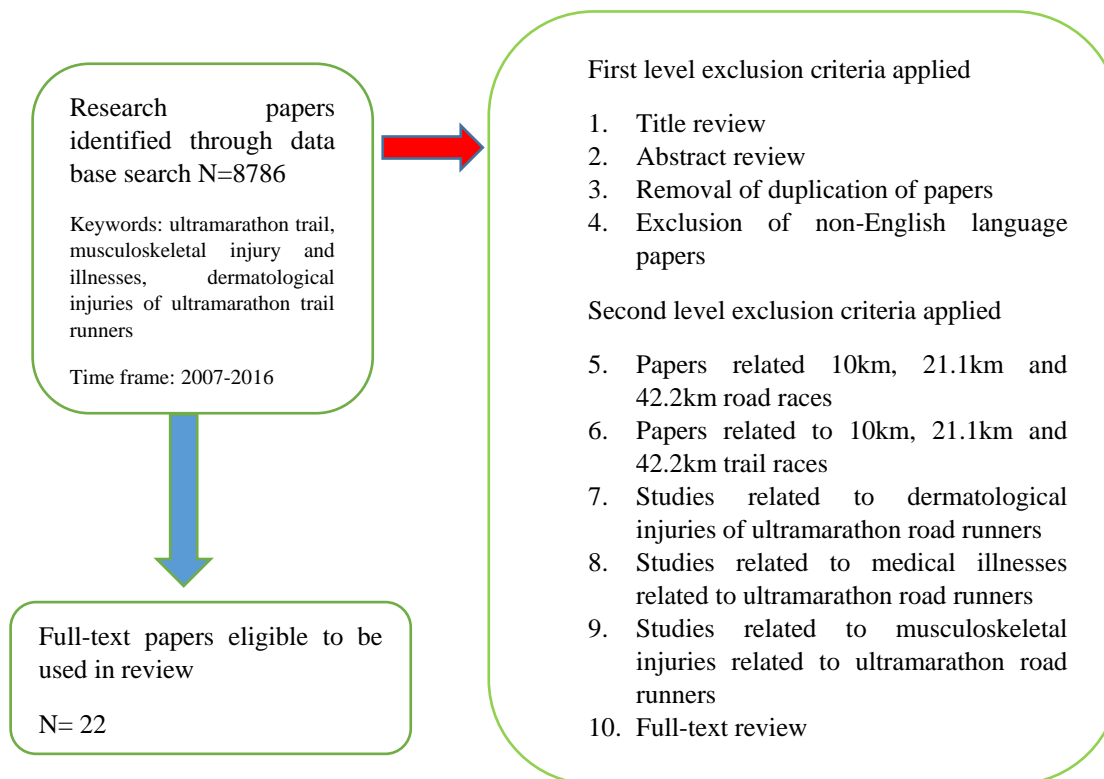 Research papers
identified through data
base search N=8786
Keywords: ultramarathon trail,
musculoskeletal injury and
illnesses, dermatological
injuries of ultramarathon trail
runners
Time frame: 2007-2016
Full-text papers eligible to be
used in review
N= 22
First level exclusion criteria applied
1. Title review
2. Abstract review
3. Removal of duplication of papers
4. Exclusion of non-English language
papers
Second level exclusion criteria applied
5. Papers related 10km, 21.1km and
42.2km road races
6. Papers related to 10km, 21.1km and
42.2km trail races
7. Studies related to dermatological
injuries of ultramarathon road runners
8. Studies related to medical illnesses
related to ultramarathon road runners
9. Studies related to musculoskeletal
injuries related to ultramarathon road
runners
10. Full-text review